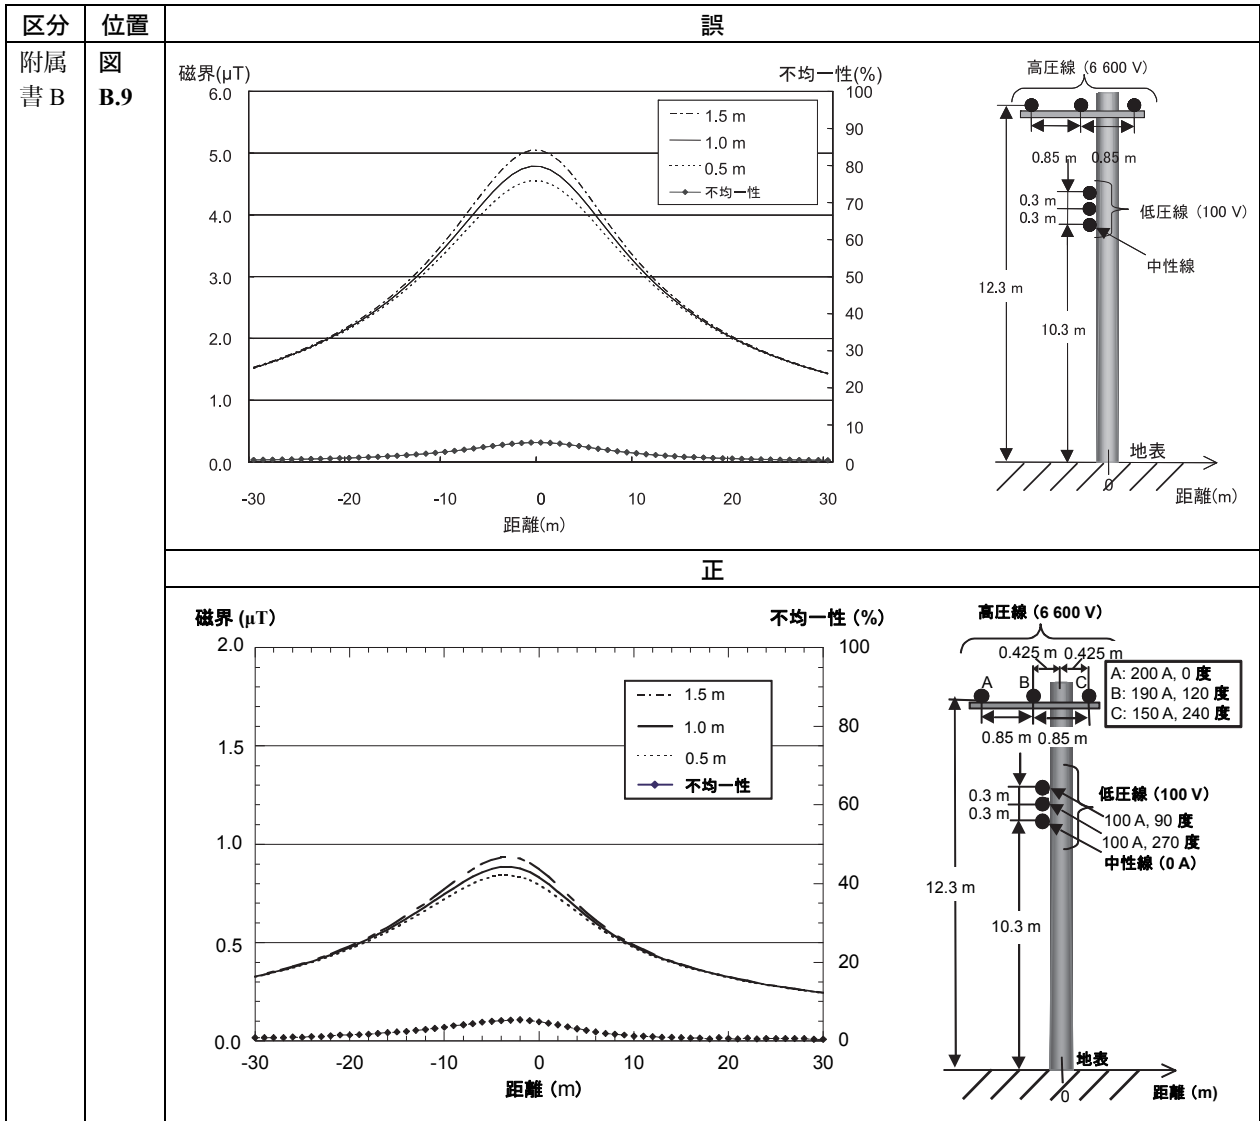 区分
位置
誤
附属
書 B
図
B.9
磁界(μT)
不均一性(%)
6.0
5.0
4.0
3.0
2.0
1.0
0.0
100
90
80
70
60
50
40
30
20
10
0
1.5 m
1.0 m
0.5 m
不均一性
-30
-20
-10
0
10
20
30
距離(m)
高圧線 (6 600 V)
0.85 m
0.85 m
0.3 m
0.3 m
低圧線 (100 V)
中性線
12.3 m
10.3 m
地表
0
距離(m)
正
磁界 (μT)
不均一性 (%)
2.0
1.5
1.0
0.5
0.0
100
80
60
40
20
0
1.5 m
1.0 m
0.5 m
不均一性
-30
-20
-10
0
10
20
30
距離 (m)
高圧線 (6 600 V)
0.425 m
0.425 m
A
B
C
A: 200 A, 0 度
B: 190 A, 120 度
C: 150 A, 240 度
0.85 m
0.85 m
0.3 m
0.3 m
低圧線 (100 V)
100 A, 90 度
100 A, 270 度
中性線 (0 A)
12.3 m
10.3 m
地表
0
距離 (m)